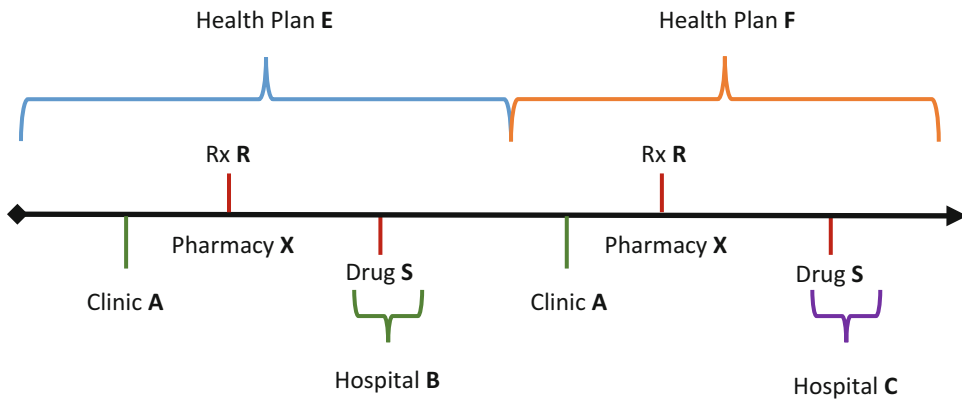 Health Plan E
Health Plan F
Rx R
Rx R
Pharmacy X
Pharmacy X
Drug S
Drug S
Clinic A
Clinic A
Hospital B
Hospital C